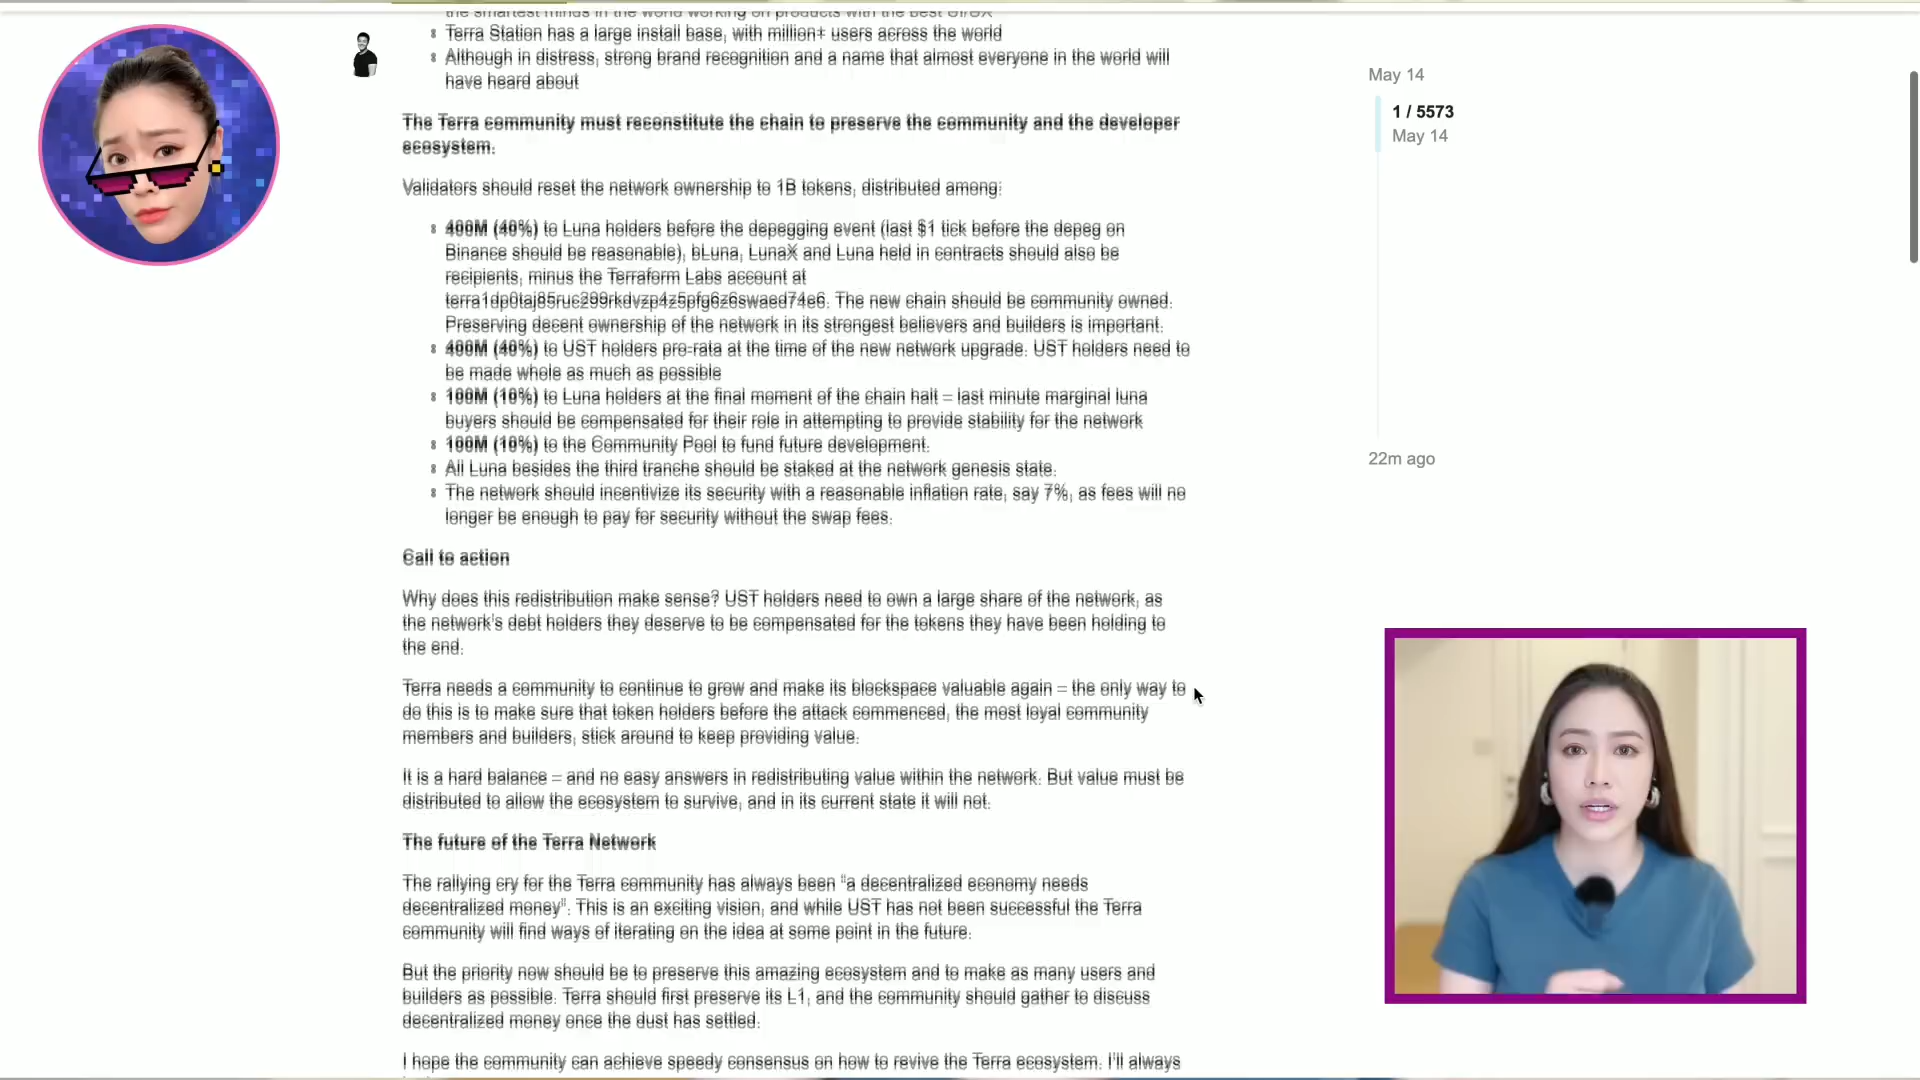 the smartest minds in the world working on products with the best UI/UX
Terra Station has a large install base, with million+ users across the world
Although in distress, strong brand recognition and a name that almost everyone in the world will
have heard about
The Terra community must reconstitute the chain to preserve the community and the developer
ecosystem.
Validators should reset the network ownership to 1B tokens, distributed among:
400M (40%) to Luna holders before the depegging event (last $1 tick before the depeg on
Binance should be reasonable), bLuna, LunaX and Luna held in contracts should also be
recipients, minus the Terraform Labs account at
terra1dp0taj85ruc299rkdvzp4z5pfg6z6swaed74e6. The new chain should be community owned.
Preserving decent ownership of the network in its strongest believers and builders is important.
400M (40%) to UST holders pro-rata at the time of the new network upgrade. UST holders need to
be made whole as much as possible
100M (10%) to Luna holders at the final moment of the chain halt – last minute marginal luna
buyers should be compensated for their role in attempting to provide stability for the network
100M (10%) to the Community Pool to fund future development.
All Luna besides the third tranche should be staked at the network genesis state.
The network should incentivize its security with a reasonable inflation rate, say 7%, as fees will no
longer be enough to pay for security without the swap fees.
Call to action
Why does this redistribution make sense? UST holders need to own a large share of the network, as
the network's debt holders they deserve to be compensated for the tokens they have been holding to
the end.
Terra needs a community to continue to grow and make its blockspace valuable again – the only way to
do this is to make sure that token holders before the attack commenced, the most loyal community
members and builders, stick around to keep providing value.
It is a hard balance – and no easy answers in redistributing value within the network. But value must be
distributed to allow the ecosystem to survive, and in its current state it will not.
The future of the Terra Network
The rallying cry for the Terra community has always been "a decentralized economy needs
decentralized money". This is an exciting vision, and while UST has not been successful the Terra
community will find ways of iterating on the idea at some point in the future.
But the priority now should be to preserve this amazing ecosystem and to make as many users and
builders as possible. Terra should first preserve its L1, and the community should gather to discuss
decentralized money once the dust has settled.
I hope the community can achieve speedy consensus on how to revive the Terra ecosystem. I'll always
May 14
1 / 5573
May 14
22m ago